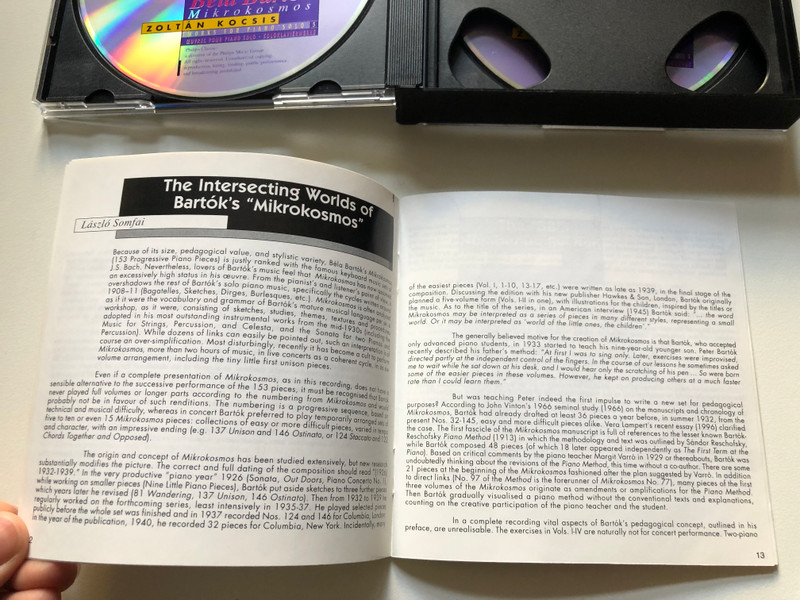 Béla Bartók
Mikrokosmos
ZOLTÁN KOCSIS
WORKS FOR PIANO SOLO
The Intersecting Worlds of
Bartók's "Mikrokosmos"
László Somfai
Because of its size, pedagogical value, and stylistic variety, Béla Bartók's
(153 Progressive Piano Pieces) is justly ranked with the famous keyboard music
J.S. Bach. Nevertheless, lovers of Bartók's music feel that Mikrokosmos has
an excessively high status in his œuvre. From the pianist's and listener's point of
overshadows the rest of Bartók's piano music, specifically the cycles written
1908-11 (Bagatelles, Sketches, Dirges, Burlesques, etc.). Mikrokosmos is often
as if it were the vocabulary and grammar of Bartók's mature musical language
workshop, as it were, consisting of sketches, studies, themes, textures and
adopted in his most outstanding instrumental works from the mid-1930s (including the
Music for Strings, Percussion, and Celesta, and the Sonata for Two Pianos
Percussion). While dozens of links can easily be pointed out, such an interpretation
course an over-simplification. Most disturbingly, recently it has become a cult to
Mikrokosmos, more than two hours of music, in live concerts as a coherent cycle,
volume arrangement, including the tiny little first unison pieces.
Even if a complete presentation of Mikrokosmos, as in this recording, does not
sensible alternative to the successive performance of the 153 pieces, it must be recognised that
never played full volumes or longer parts according to the numbering from Mikrokosmos and would
probably not be in favour of such renditions. The numbering is a progressive sequence, based
technical and musical difficulty, whereas in concert Bartók preferred to play temporarily arranged sets of
five to ten or even 15 Mikrokosmos pieces: collections of easy or more difficult pieces, varied in
and character, with an impressive ending (e.g. 137 Unison and 146 Ostinato, or 124 Staccato and 122
Chords Together and Opposed).
The origin and concept of Mikrokosmos has been studied extensively, but new research
substantially modifies the picture. The correct and full dating of the composition should read "(1926)
1932-1939." In the very productive "piano year" 1926 (Sonata, Out Doors, Piano Concerto No. 1),
while working on smaller pieces (Nine Little Piano Pieces), Bartók put aside sketches to three further pieces
which years later he revised (81 Wandering, 137 Unison, 146 Ostinato). Then from 1932 to 1939 he
regularly worked on the forthcoming series, least intensively in 1935-37. He played selected pieces
publicly before the whole set was finished and in 1937 recorded Nos. 124 and 146 for Columbia, London;
in the year of the publication, 1940, he recorded 32 pieces for Columbia, New York. Incidentally, many
2
of the easiest pieces (Vol. I, 1-10, 13-17, etc.) were written as late as 1939, in the final stage of the
composition. Discussing the edition with his new publisher Hawkes & Son, London, Bartók originally
planned a five-volume form (Vols. I-II in one), with illustrations for the children, inspired by the titles or
the music. As to the title of the series, in an American interview (1945) Bartók said: "... the word
Mikrokosmos may be interpreted as a series of pieces in many different styles, representing a small
world. Or it may be interpreted as 'world of the little ones, the children'."
The generally believed motive for the creation of Mikrokosmos is that Bartók, who accepted
only advanced piano students, in 1933 started to teach his nine-year-old younger son. Peter Bartók
recently described his father's method: "At first I was to sing only. Later, exercises were improvised,
directed partly at the independent control of the fingers. In the course of our lessons he sometimes asked
me to wait while he sat down at his desk, and I would hear only the scratching of his pen ... So were born
some of the easier pieces in these volumes. However, he kept on producing others at a much faster
rate than I could learn them."
But was teaching Peter indeed the first impulse to write a new set for pedagogical
purposes? According to John Vinton's 1966 seminal study (1966) on the manuscripts and chronology of
Mikrokosmos, Bartók had already drafted at least 36 pieces a year before, in summer 1932, from the
present Nos. 32-145, easy and more difficult pieces alike. Vera Lampert's recent essay (1996) clarified
the case. The first fascicle of the Mikrokosmos manuscript is full of references to the lesser known Bartók-
Reschofsky Piano Method (1913) in which the methodology and text was outlined by Sándor Reschofsky,
while Bartók composed 48 pieces (of which 18 later appeared independently as The First Term at the
Piano). Based on critical comments by the piano teacher Margit Varró in 1929 or thereabouts, Bartók was
undoubtedly thinking about the revisions of the Piano Method, this time without a co-author. There are some
21 pieces at the beginning of the Mikrokosmos fashioned after the plan suggested by Varró. In addition
to direct links (No. 97 of the Method is the forerunner of Mikrokosmos No. 77), many pieces of the first
three volumes of the Mikrokosmos originate as amendments or amplifications for the Piano Method.
Then Bartók gradually visualised a piano method without the conventional texts and explanations,
counting on the creative participation of the piano teacher and the student.
In a complete recording vital aspects of Bartók's pedagogical concept, outlined in his
preface, are unrealisable. The exercises in Vols. I-IV are naturally not for concert performance. Two-piano
13